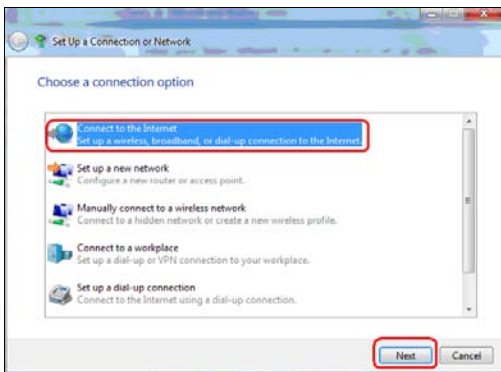 Set Up a Connection or Network
Choose a connection option
Connect to the Internet
Set up a wireless, broadband, or dial-up connection to the Internet.
Set up a new network
Configure a new router or access point.
Manually connect to a wireless network
Connect to a hidden network or create a new wireless profile.
Connect to a workplace
Set up a dial-up or VPN connection to your workplace.
Set up a dial-up connection
Connect to the Internet using a dial-up connection.
Next
Cancel